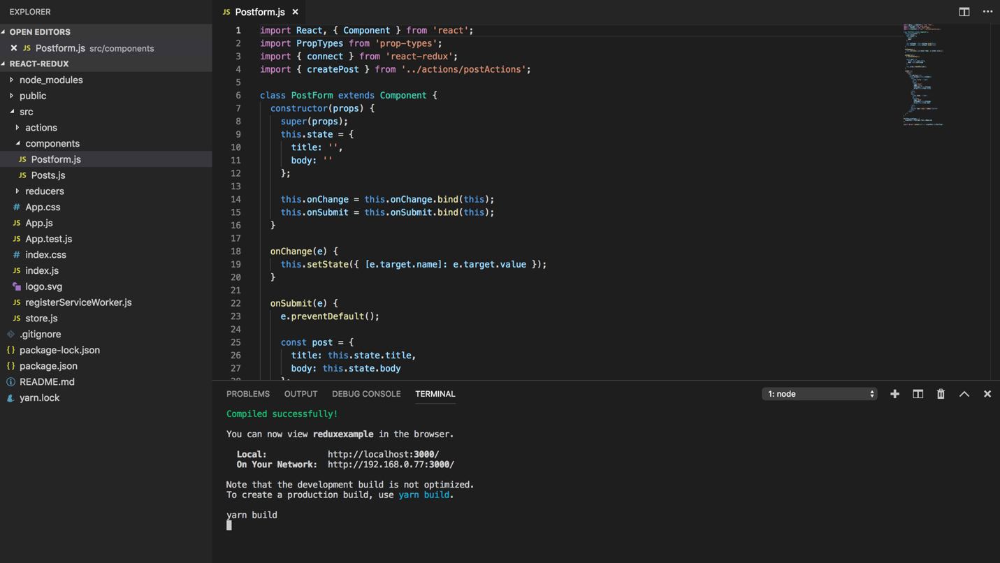 EXPLORER
OPEN EDITORS
JS Postform.js src/components
REACT-REDUX
node_modules
public
src
actions
components
JS Postform.js
JS Posts.js
reducers
# App.css
JS App.js
JS App.test.js
# index.css
JS index.js
logo.svg
JS registerServiceWorker.js
JS store.js
.gitignore
{} package-lock.json
{} package.json
README.md
yarn.lock
JS Postform.js
1 import React, { Component } from 'react';
2 import PropTypes from 'prop-types';
3 import { connect } from 'react-redux';
4 import { createPost } from '../actions/postActions';
5
6 class PostForm extends Component {
7 constructor(props) {
8 super(props);
9 this.state = {
10 title: '',
11 body: ''
12 };
13
14 this.onChange = this.onChange.bind(this);
15 this.onSubmit = this.onSubmit.bind(this);
16 }
17
18 onChange(e) {
19 this.setState({ [e.target.name]: e.target.value });
20 }
21
22 onSubmit(e) {
23 e.preventDefault();
24
25 const post = {
26 title: this.state.title,
27 body: this.state.body
PROBLEMS OUTPUT DEBUG CONSOLE TERMINAL 1: node
Compiled successfully!
You can now view reduxexample in the browser.
Local: http://localhost:3000/
On Your Network: http://192.168.0.77:3000/
Note that the development build is not optimized.
To create a production build, use yarn build.
yarn build